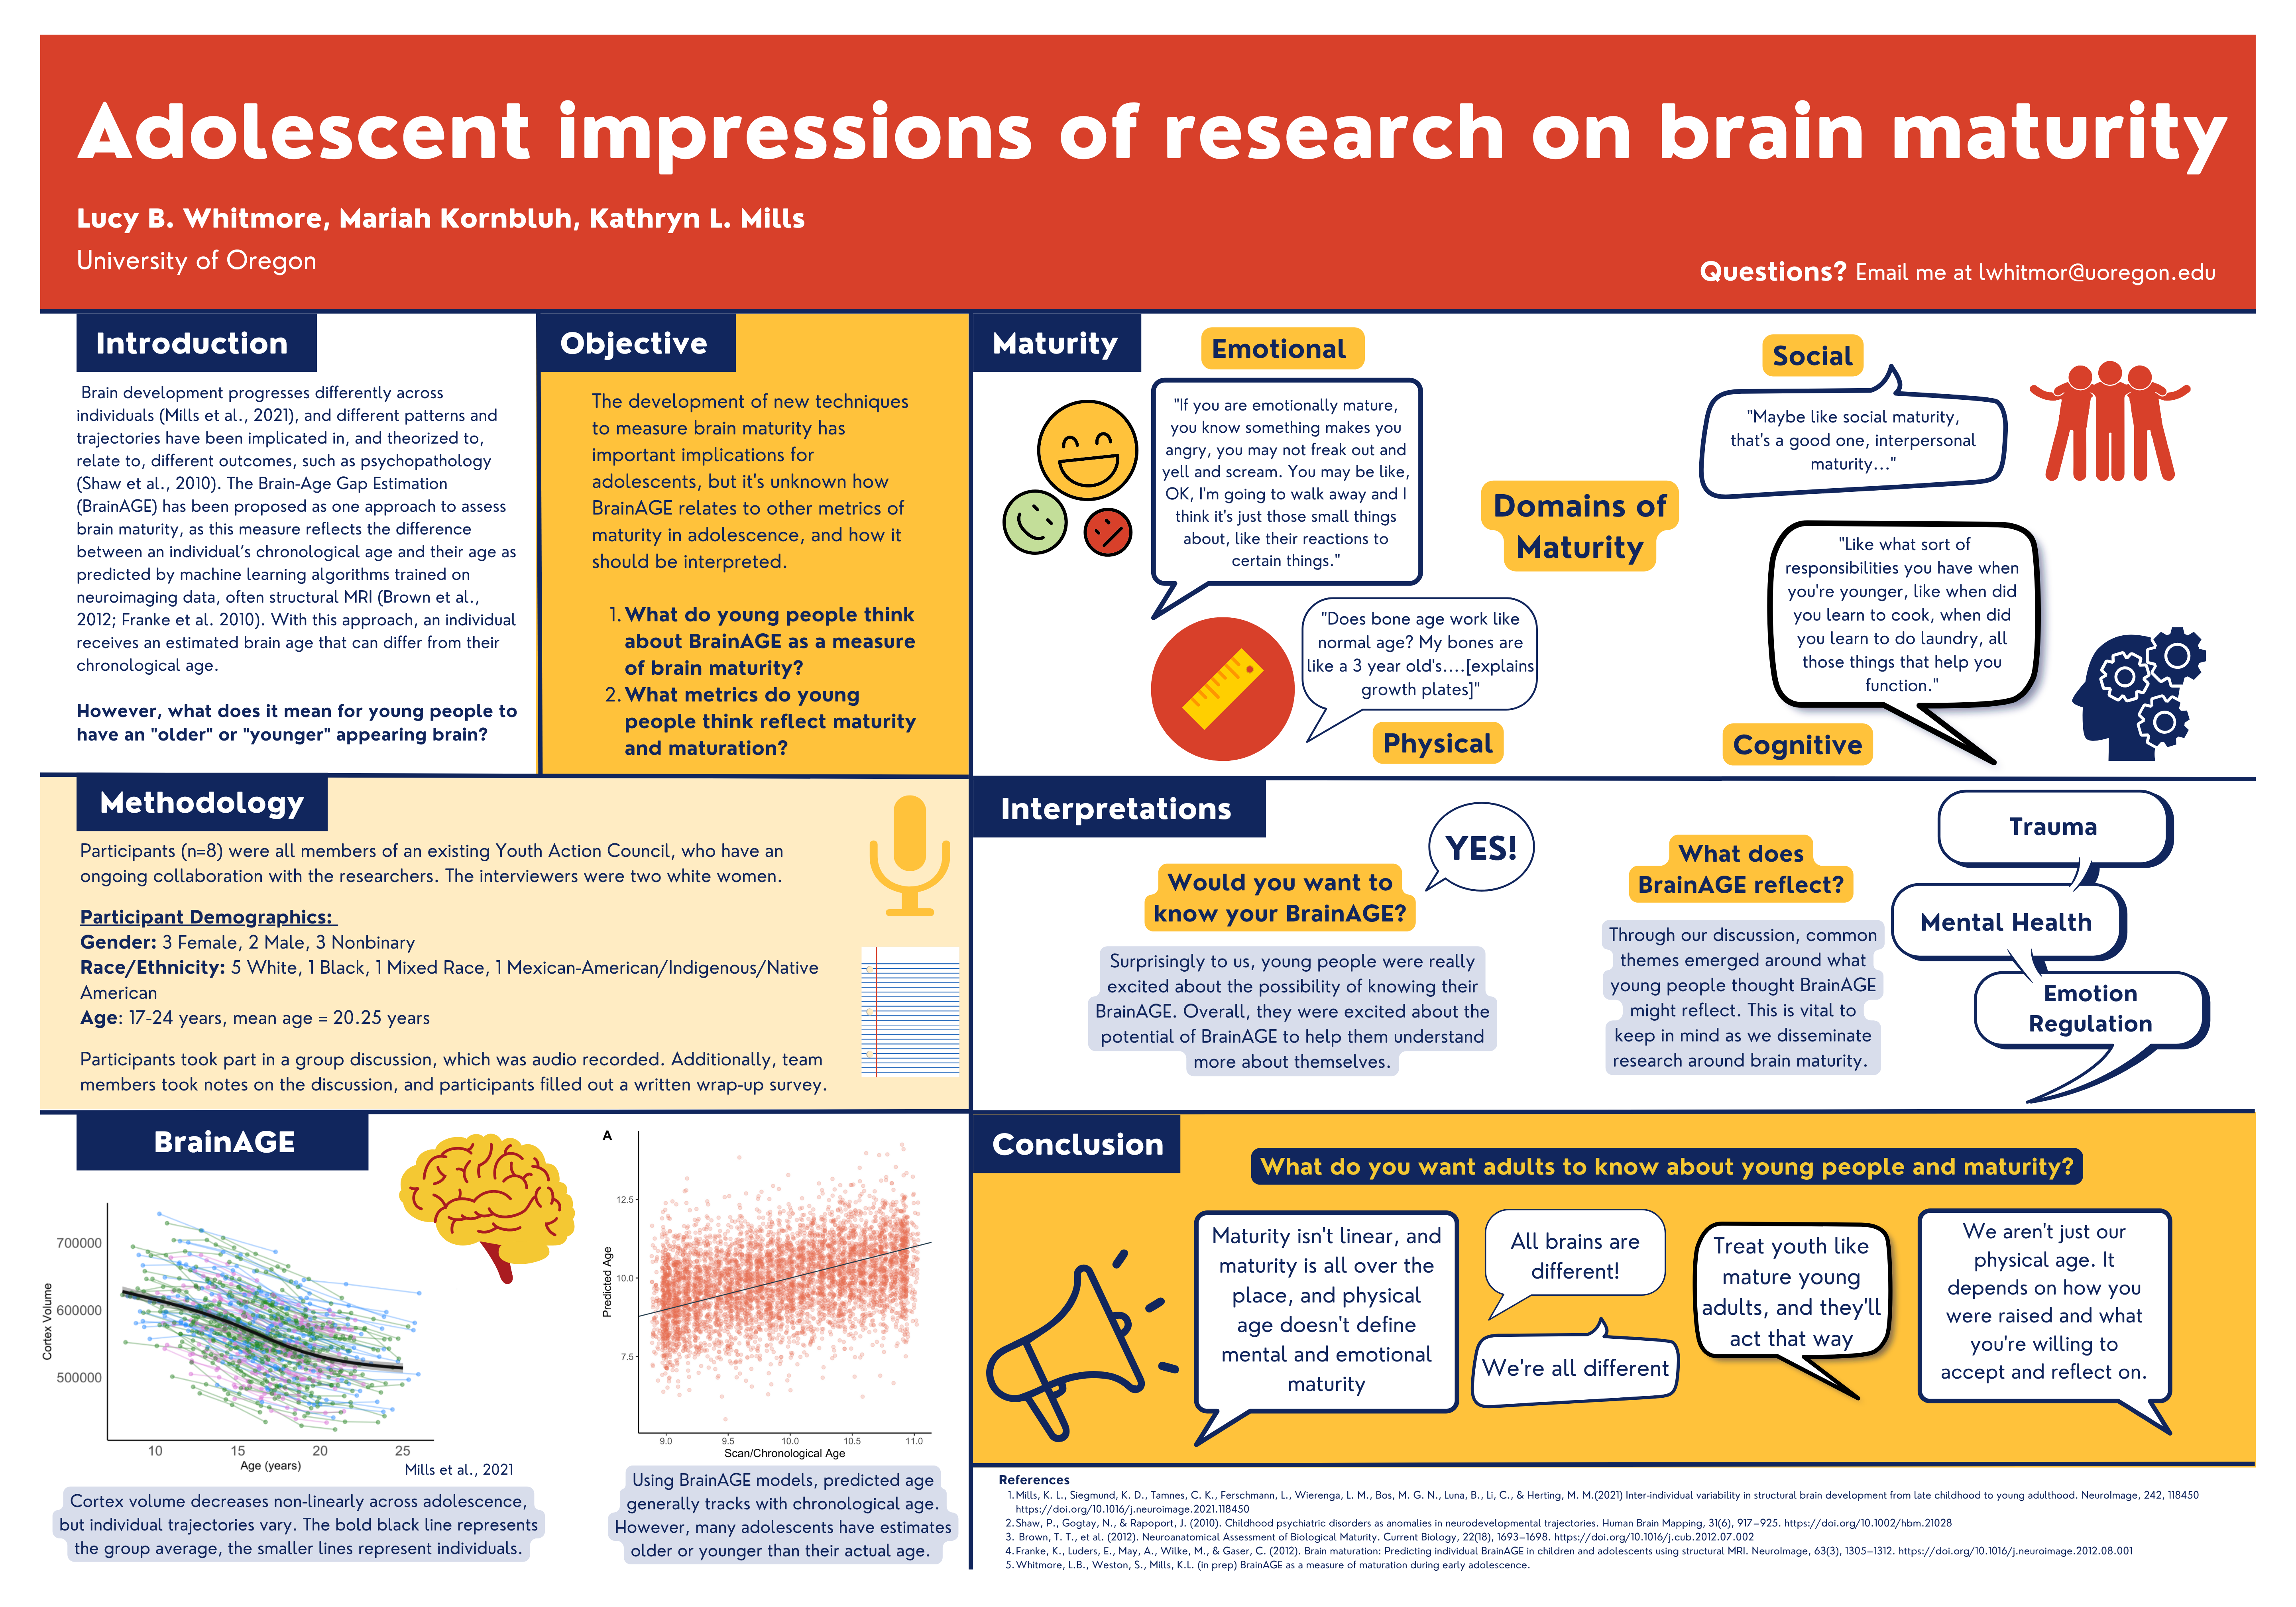 Adolescent impressions of research on brain maturity
Lucy B. Whitmore, Mariah Kornbluh, Kathryn L. Mills
University of Oregon
Questions? Email me at lwhitmor@uoregon.edu
Introduction
Brain development progresses differently across
individuals (Mills et al., 2021), and different patterns and
trajectories have been implicated in, and theorized to,
relate to, different outcomes, such as psychopathology
(Shaw et al., 2010). The Brain-Age Gap Estimation
(BrainAGE) has been proposed as one approach to assess
brain maturity, as this measure reflects the difference
between an individual's chronological age and their age as
predicted by machine learning algorithms trained on
neuroimaging data, often structural MRI (Brown et al.,
2012; Franke et al. 2010). With this approach, an individual
receives an estimated brain age that can differ from their
chronological age.
However, what does it mean for young people to
have an "older" or "younger" appearing brain?
Objective
The development of new techniques
to measure brain maturity has
important implications for
adolescents, but it's unknown how
BrainAGE relates to other metrics of
maturity in adolescence, and how it
should be interpreted.
1. What do young people think
about BrainAGE as a measure
of brain maturity?
2. What metrics do young
people think reflect maturity
and maturation?
Methodology
Participants (n=8) were all members of an existing Youth Action Council, who have an
ongoing collaboration with the researchers. The interviewers were two white women.
Participant Demographics:
Gender: 3 Female, 2 Male, 3 Nonbinary
Race/Ethnicity: 5 White, 1 Black, 1 Mixed Race, 1 Mexican-American/Indigenous/Native
American
Age: 17-24 years, mean age = 20.25 years
Participants took part in a group discussion, which was audio recorded. Additionally, team
members took notes on the discussion, and participants filled out a written wrap-up survey.
BrainAGE
700000
600000
500000
Cortex Volume
10 15 20 25
Age (years)
Mills et al., 2021
Cortex volume decreases non-linearly across adolescence,
but individual trajectories vary. The bold black line represents
the group average, the smaller lines represent individuals.
A
12.5
10.0
7.5
Predicted Age
9.0 9.5 10.0 10.5 11.0
Scan/Chronological Age
Using BrainAGE models, predicted age
generally tracks with chronological age.
However, many adolescents have estimates
older or younger than their actual age.
Maturity
Emotional
"If you are emotionally mature,
you know something makes you
angry, you may not freak out and
yell and scream. You may be like,
OK, I'm going to walk away and I
think it's just those small things
about, like their reactions to
certain things."
"Does bone age work like
normal age? My bones are
like a 3 year old's....[explains
growth plates]"
Physical
Domains of
Maturity
Social
"Maybe like social maturity,
that's a good one, interpersonal
maturity..."
"Like what sort of
responsibilities you have when
you're younger, like when did
you learn to cook, when did
you learn to do laundry, all
those things that help you
function."
Cognitive
Interpretations
YES!
Would you want to
know your BrainAGE?
Surprisingly to us, young people were really
excited about the possibility of knowing their
BrainAGE. Overall, they were excited about the
potential of BrainAGE to help them understand
more about themselves.
What does
BrainAGE reflect?
Through our discussion, common
themes emerged around what
young people thought BrainAGE
might reflect. This is vital to
keep in mind as we disseminate
research around brain maturity.
Trauma
Mental Health
Emotion
Regulation
Conclusion
What do you want adults to know about young people and maturity?
Maturity isn't linear, and
maturity is all over the
place, and physical
age doesn't define
mental and emotional
maturity
All brains are
different!
We're all different
Treat youth like
mature young
adults, and they'll
act that way
We aren't just our
physical age. It
depends on how you
were raised and what
you're willing to
accept and reflect on.
References
1. Mills, K. L., Siegmund, K. D., Tamnes, C. K., Ferschmann, L., Wierenga, L. M., Bos, M. G. N., Luna, B., Li, C., & Herting, M. M.(2021) Inter-individual variability in structural brain development from late childhood to young adulthood. NeuroImage, 242, 118450
https://doi.org/10.1016/j.neuroimage.2021.118450
2. Shaw, P., Gogtay, N., & Rapoport, J. (2010). Childhood psychiatric disorders as anomalies in neurodevelopmental trajectories. Human Brain Mapping, 31(6), 917–925. https://doi.org/10.1002/hbm.21028
3. Brown, T. T., et al. (2012). Neuroanatomical Assessment of Biological Maturity. Current Biology, 22(18), 1693–1698. https://doi.org/10.1016/j.cub.2012.07.002
4. Franke, K., Luders, E., May, A., Wilke, M., & Gaser, C. (2012). Brain maturation: Predicting individual BrainAGE in children and adolescents using structural MRI. NeuroImage, 63(3), 1305–1312. https://doi.org/10.1016/j.neuroimage.2012.08.001
5. Whitmore, L.B., Weston, S., Mills, K.L. (in prep) BrainAGE as a measure of maturation during early adolescence.